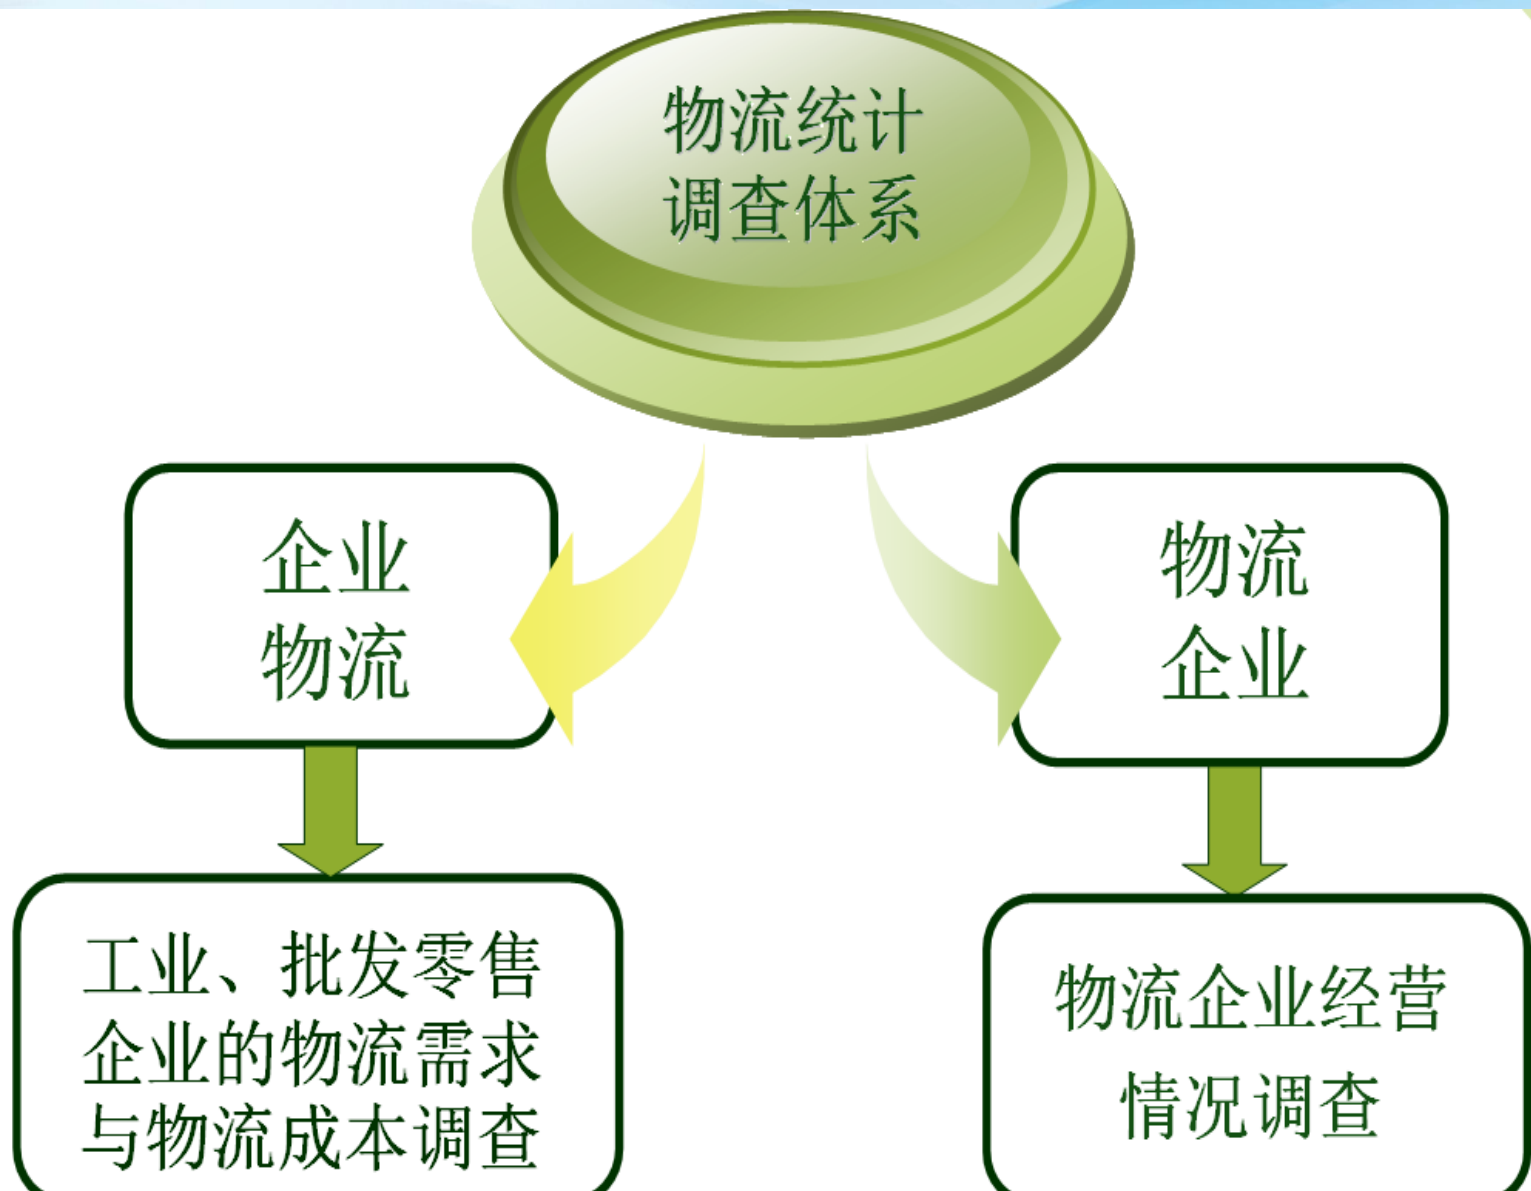 物流统计
调查体系
企业
物流
物流
企业
工业、批发零售
企业的物流需求
与物流成本调查
物流企业经营
情况调查